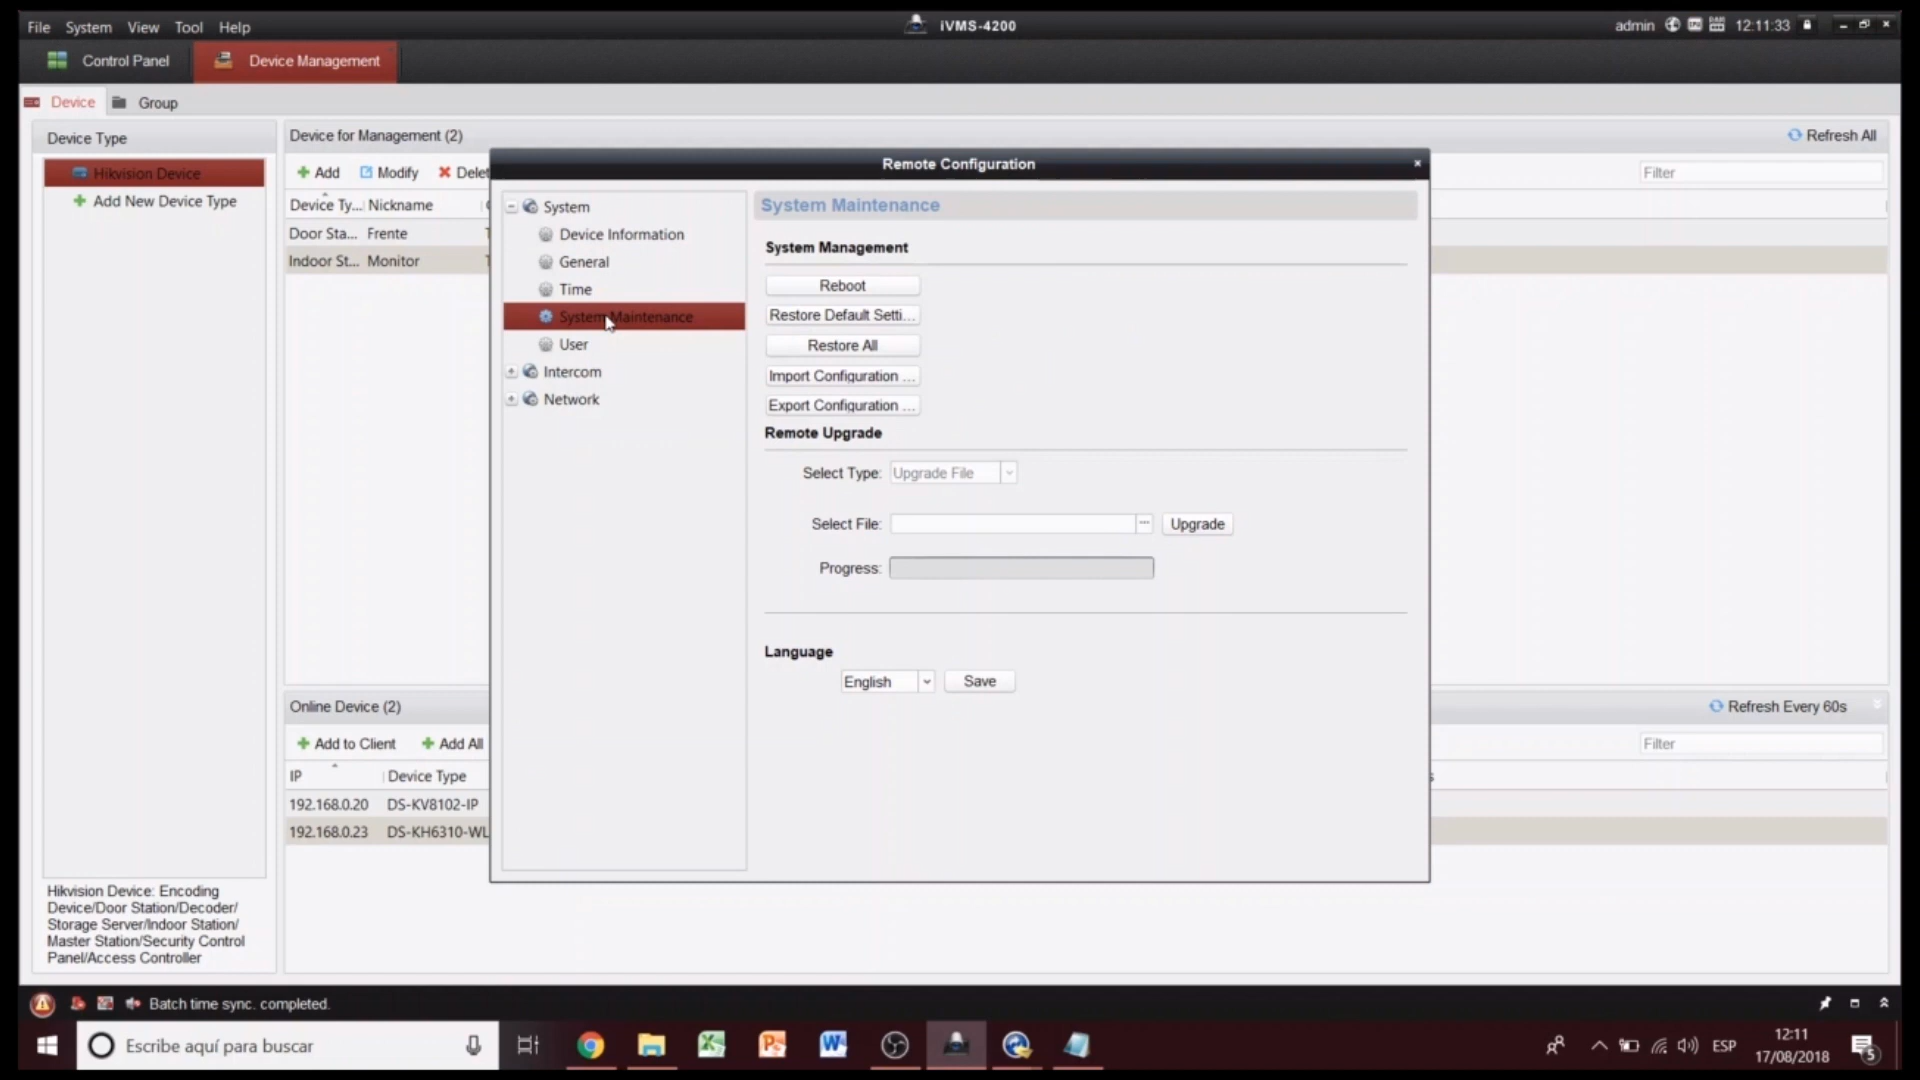 File System View Tool Help
iVMS-4200
admin 12:11:33
Control Panel
Device Management
Device
Group
Device Type
Hikvision Device
Add New Device Type
Hikvision Device: Encoding
Device/Door Station/Decoder/
Storage Server/Indoor Station/
Master Station/Security Control
Panel/Access Controller
Device for Management (2)
Refresh All
Add Modify Delet
Filter
Device Ty... Nickname
Door Sta... Frente
Indoor St... Monitor
Remote Configuration
System
Device Information
General
Time
System Maintenance
User
Intercom
Network
System Maintenance
System Management
Reboot
Restore Default Setti...
Restore All
Import Configuration ...
Export Configuration ...
Remote Upgrade
Select Type: Upgrade File
Select File: ... Upgrade
Progress:
Language
English Save
Online Device (2)
Refresh Every 60s
Add to Client Add All
Filter
IP Device Type
192.168.0.20 DS-KV8102-IP
192.168.0.23 DS-KH6310-WL
Batch time sync. completed.
Escribe aquí para buscar
ESP
12:11
17/08/2018
5